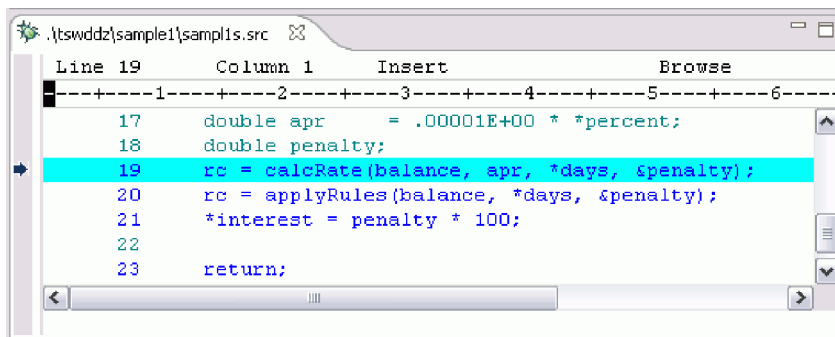 .\tswddz\sample1\sampl1s.src
Line 19 Column 1 Insert Browse
----+----1----+----2----+----3----+----4----+----5----+----6----
17 double apr = .00001E+00 * *percent;
18 double penalty;
19 rc = calcRate(balance, apr, *days, &penalty);
20 rc = applyRules(balance, *days, &penalty);
21 *interest = penalty * 100;
22
23 return;